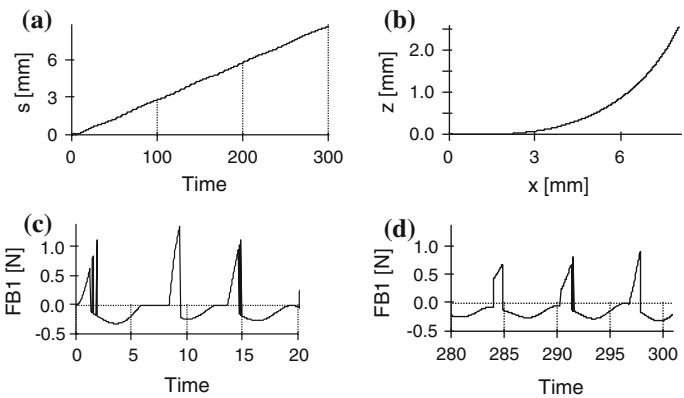 (a)
s [mm]
6
3
0
0 100 200 300
Time
(b)
z [mm]
2.0
1.0
0.0
0 3 6
x [mm]
(c)
FB1 [N]
1.0
0.5
0.0
-0.5
0 5 10 15 20
Time
(d)
FB1 [N]
1.0
0.5
0.0
-0.5
280 285 290 295 300
Time